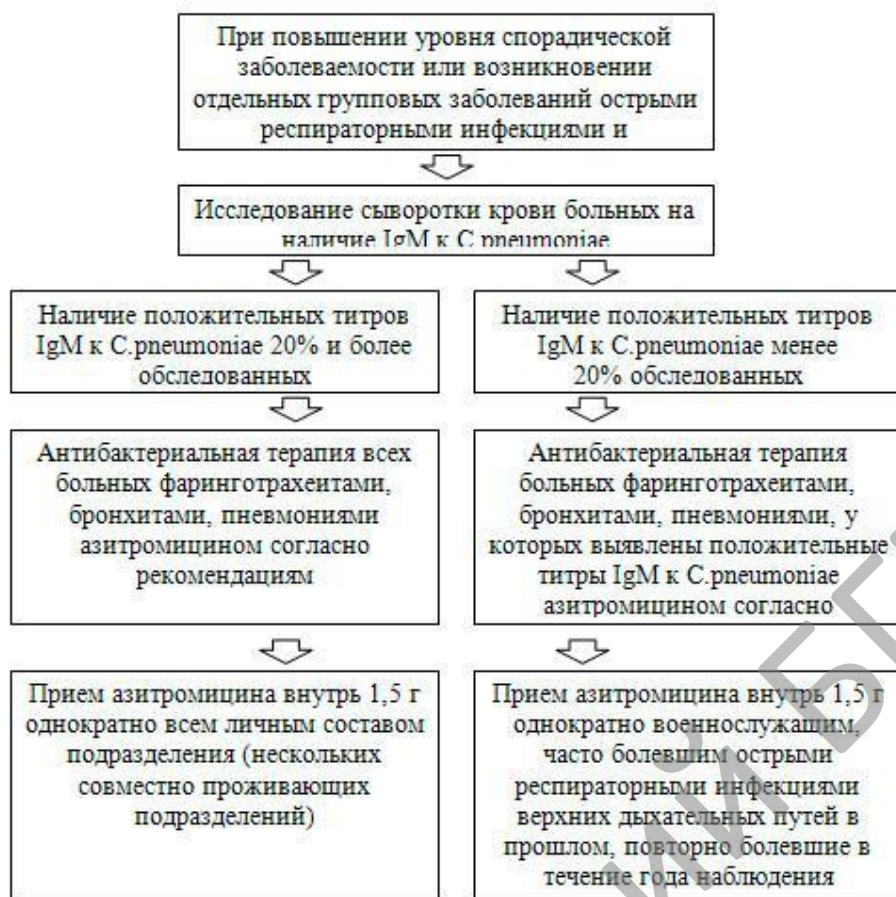 При повышении уровня спорадической
заболеваемости или возникновении
отдельных групповых заболеваний острыми
респираторными инфекциями и
Исследование сыворотки крови больных на
наличие IgM к C.pneumoniae
Наличие положительных титров
IgM к C.pneumoniae 20% и более
обследованных
Наличие положительных титров
IgM к C.pneumoniae менее
20% обследованных
Антибактериальная терапия всех
больных фаринготрахеитами,
бронхитами, пневмониями
азитромицином согласно
рекомендациям
Антибактериальная терапия
больных фаринготрахеитами,
бронхитами, пневмониями, у
которых выявлены положительные
титры IgM к C.pneumoniae
азитромицином согласно
Прием азитромицина внутрь 1,5 г
однократно всем личным составом
подразделения (нескольких
совместно проживающих
подразделений)
Прием азитромицина внутрь 1,5 г
однократно военнослужащим,
часто болевшим острыми
респираторными инфекциями
верхних дыхательных путей в
прошлом, повторно болевшие в
течение года наблюдения